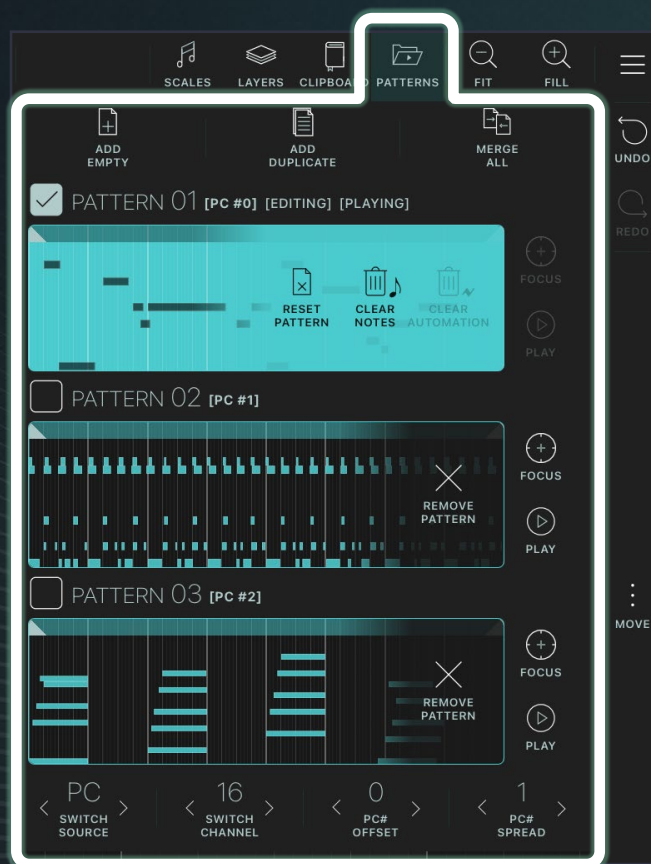 SCALES
LAYERS
CLIPBOARD
PATTERNS
FIT
FILL
UNDO
REDO
MOVE
ADD
EMPTY
ADD
DUPLICATE
MERGE
ALL
PATTERN 01 [PC #0] [EDITING] [PLAYING]
RESET
PATTERN
CLEAR
NOTES
CLEAR
AUTOMATION
FOCUS
PLAY
PATTERN 02 [PC #1]
REMOVE
PATTERN
FOCUS
PLAY
PATTERN 03 [PC #2]
REMOVE
PATTERN
FOCUS
PLAY
PC
SWITCH
SOURCE
16
SWITCH
CHANNEL
0
PC#
OFFSET
1
PC#
SPREAD